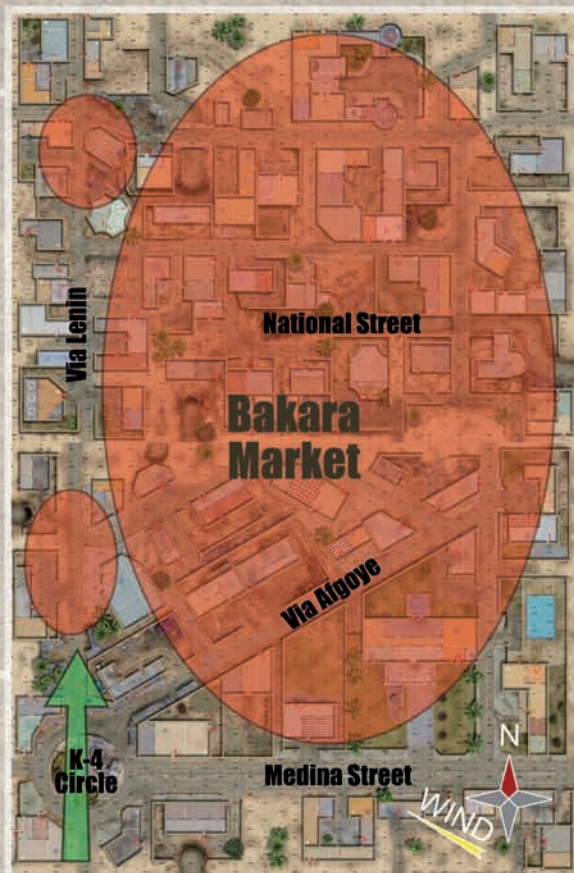 Via Lenin
National Street
Bakara
Market
Via Afgoye
K-4
Circle
Medina Street
N
WIND